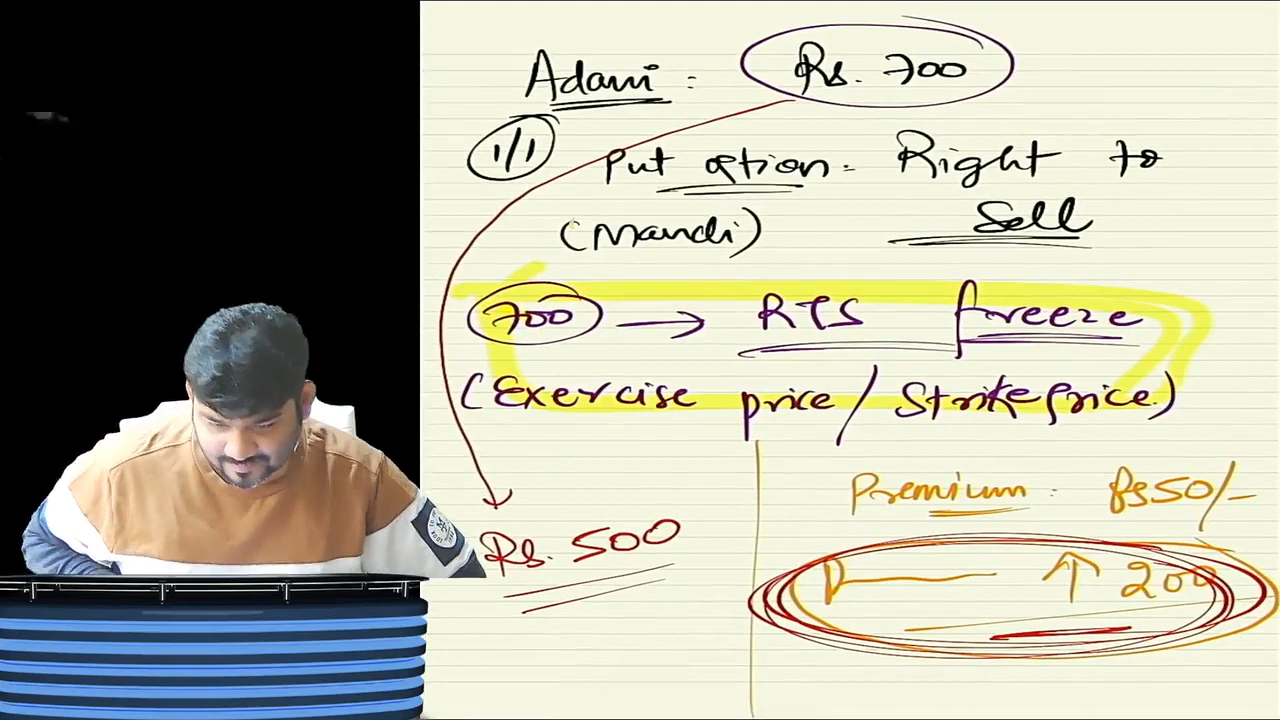 Adani : Rs. 700
1/1 Put option = Right to
(Mandi) Sell
700 → RTS freeze
(Exercise price / Strike price)
Premium : Rs 50/-
Rs. 500
P ↑ 200